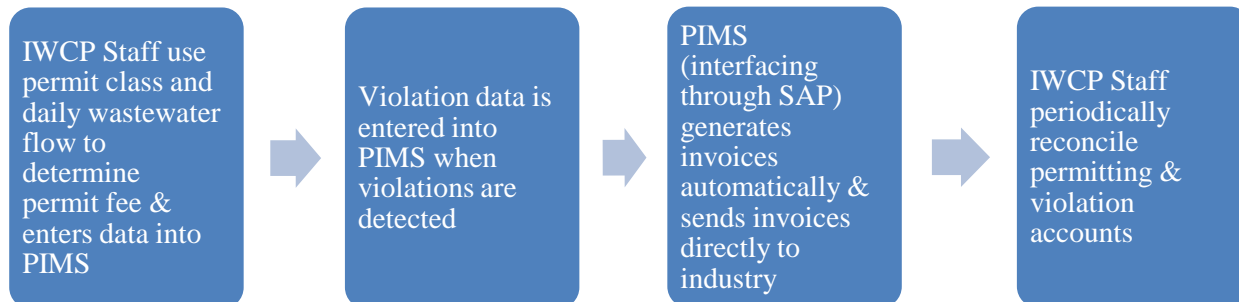 IWCP Staff use
permit class and
daily wastewater
flow to
determine
permit fee &
enters data into
PIMS
Violation data is
entered into
PIMS when
violations are
detected
PIMS
(interfacing
through SAP)
generates
invoices
automatically &
sends invoices
directly to
industry
IWCP Staff
periodically
reconcile
permitting &
violation
accounts